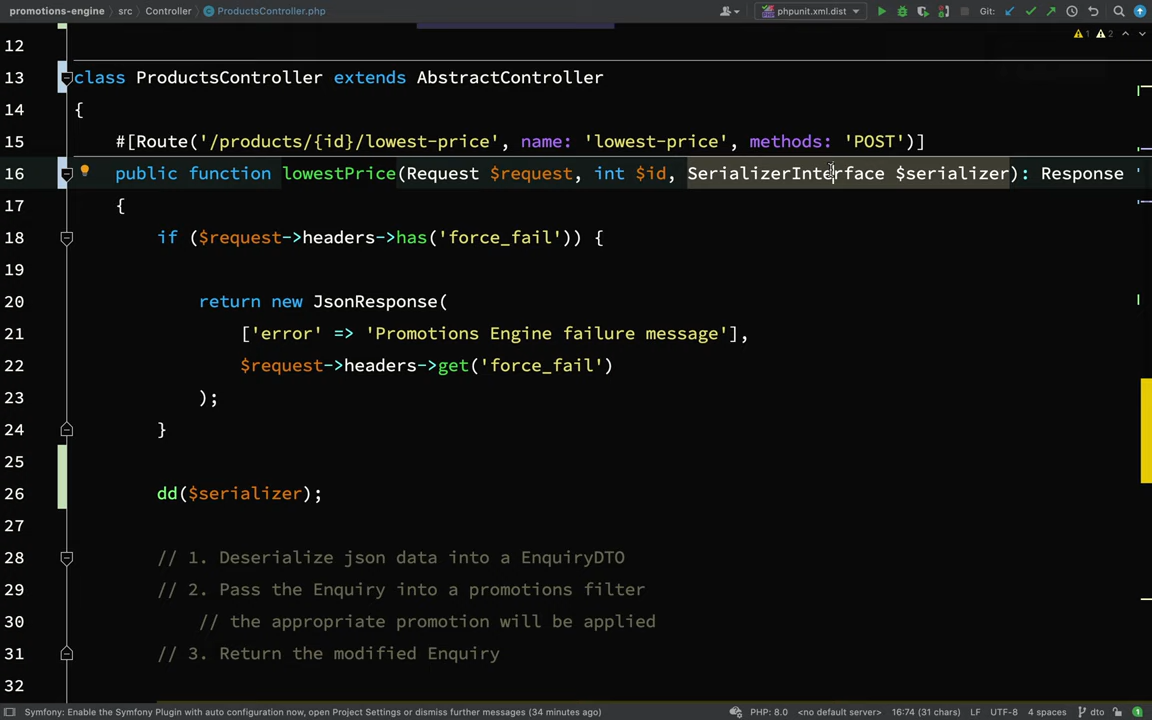 promotions-engine › src › Controller › ProductsController.php phpunit.xml.dist Git:
12
1 2
13 class ProductsController extends AbstractController
14 {
15 #[Route('/products/{id}/lowest-price', name: 'lowest-price', methods: 'POST')]
16 public function lowestPrice(Request $request, int $id, SerializerInterface $serializer): Response
17 {
18 if ($request->headers->has('force_fail')) {
19
20 return new JsonResponse(
21 ['error' => 'Promotions Engine failure message'],
22 $request->headers->get('force_fail')
23 );
24 }
25
26 dd($serializer);
27
28 // 1. Deserialize json data into a EnquiryDTO
29 // 2. Pass the Enquiry into a promotions filter
30 // the appropriate promotion will be applied
31 // 3. Return the modified Enquiry
32
Symfony: Enable the Symfony Plugin with auto configuration now, open Project Settings or dismiss further messages (34 minutes ago) PHP: 8.0 <no default server> 16:74 (31 chars) LF UTF-8 4 spaces dto 1